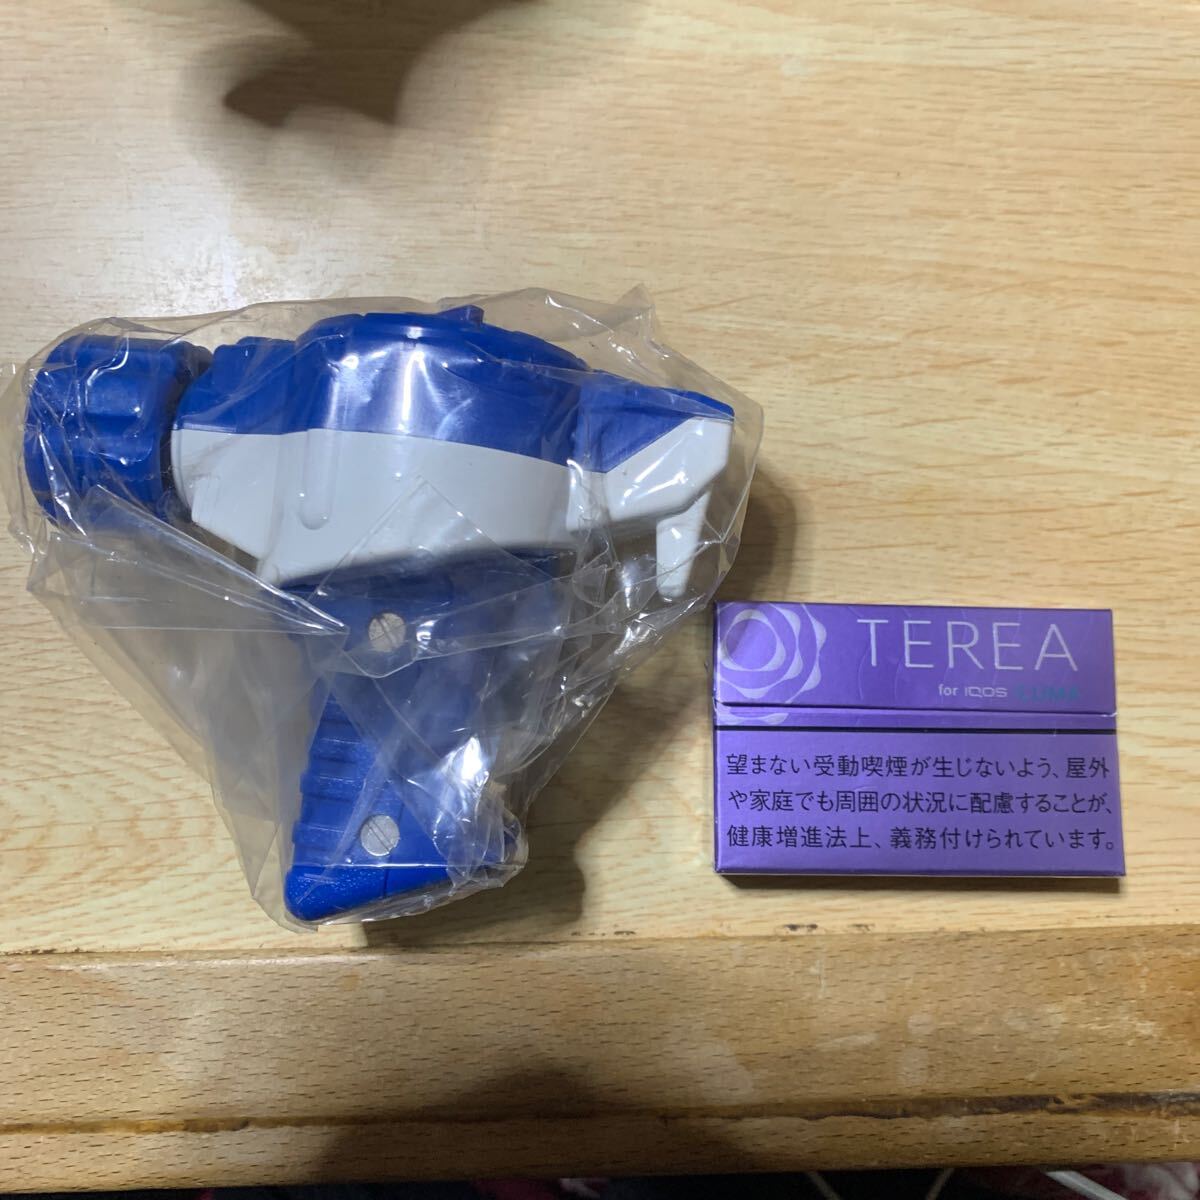 TEREA
for IQOS ILUMA
望まない受動喫煙が生じないよう、屋外
や家庭でも周囲の状況に配慮することが、
健康増進法上、義務付けられています。